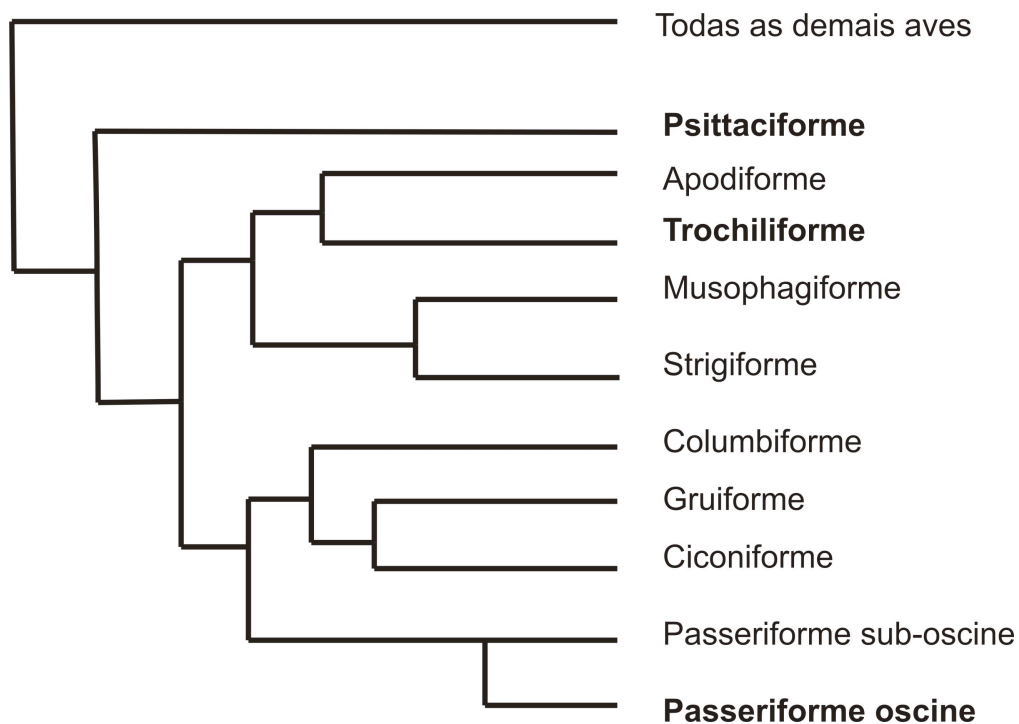 Todas as demais aves
Psittaciforme
Apodiforme
Trochiliforme
Musophagiforme
Strigiforme
Columbiforme
Gruiforme
Ciconiforme
Passeriforme sub-oscine
Passeriforme oscine